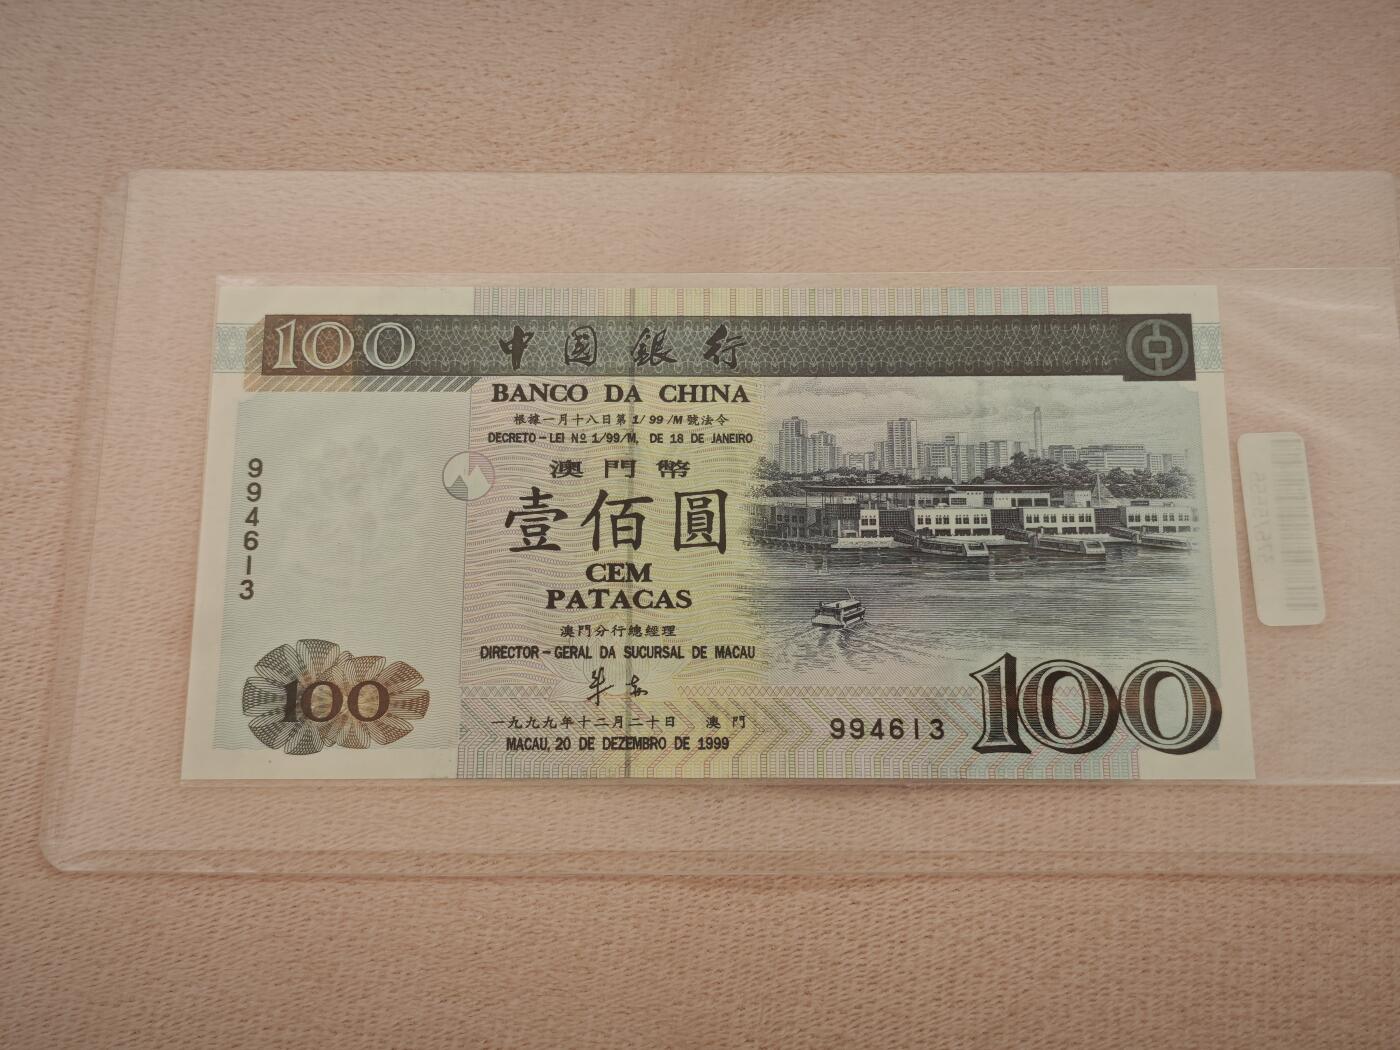 100 中國銀行
BANCO DA CHINA
根據一月十八日第1/99/M號法令
DECRETO-LEI Nº 1/99/M, DE 18 DE JANEIRO
澳門幣
壹佰圓
CEM
PATACAS
澳門分行總經理
DIRECTOR-GERAL DA SUCURSAL DE MACAU
一九九九年十二月二十日 澳門
MACAU, 20 DE DEZEMBRO DE 1999
994613
100
994613
100